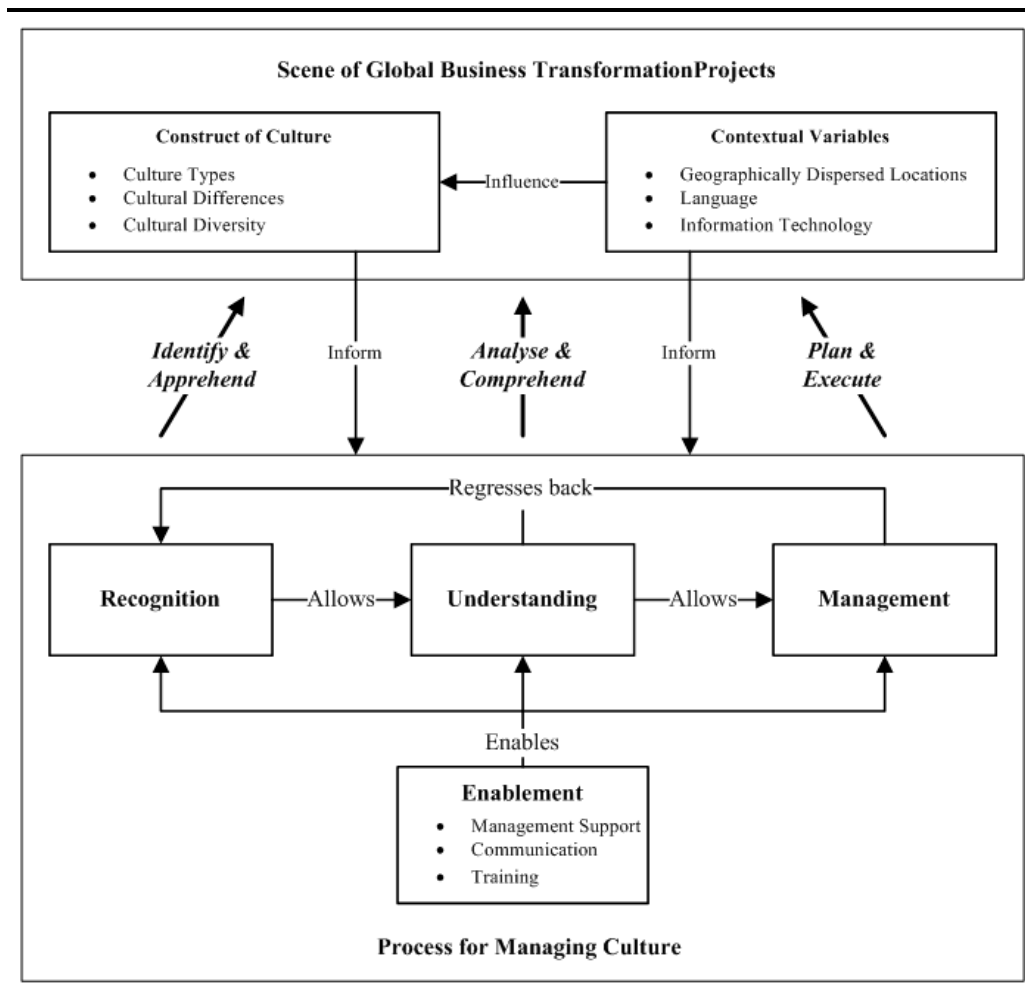 Scene of Global Business TransformationProjects
Construct of Culture
• Culture Types
• Cultural Differences
• Cultural Diversity
Influence
Contextual Variables
• Geographically Dispersed Locations
• Language
• Information Technology
Identify &
Apprehend
Inform
Analyse &
Comprehend
Inform
Plan &
Execute
Regresses back
Recognition
Allows
Understanding
Allows
Management
Enables
Enablement
• Management Support
• Communication
• Training
Process for Managing Culture